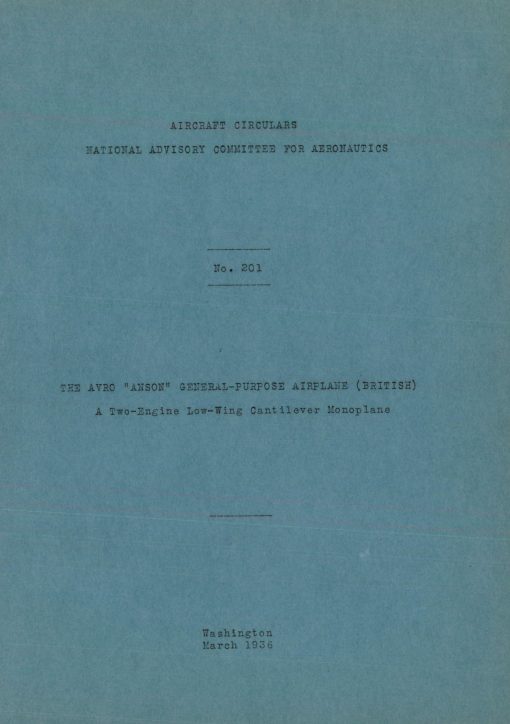 AIRCRAFT CIRCULARS
NATIONAL ADVISORY COMMITTEE FOR AERONAUTICS
No. 201
THE AVRO "ANSON" GENERAL-PURPOSE AIRPLANE (BRITISH)
A Two-Engine Low-Wing Cantilever Monoplane
Washington
March 1936